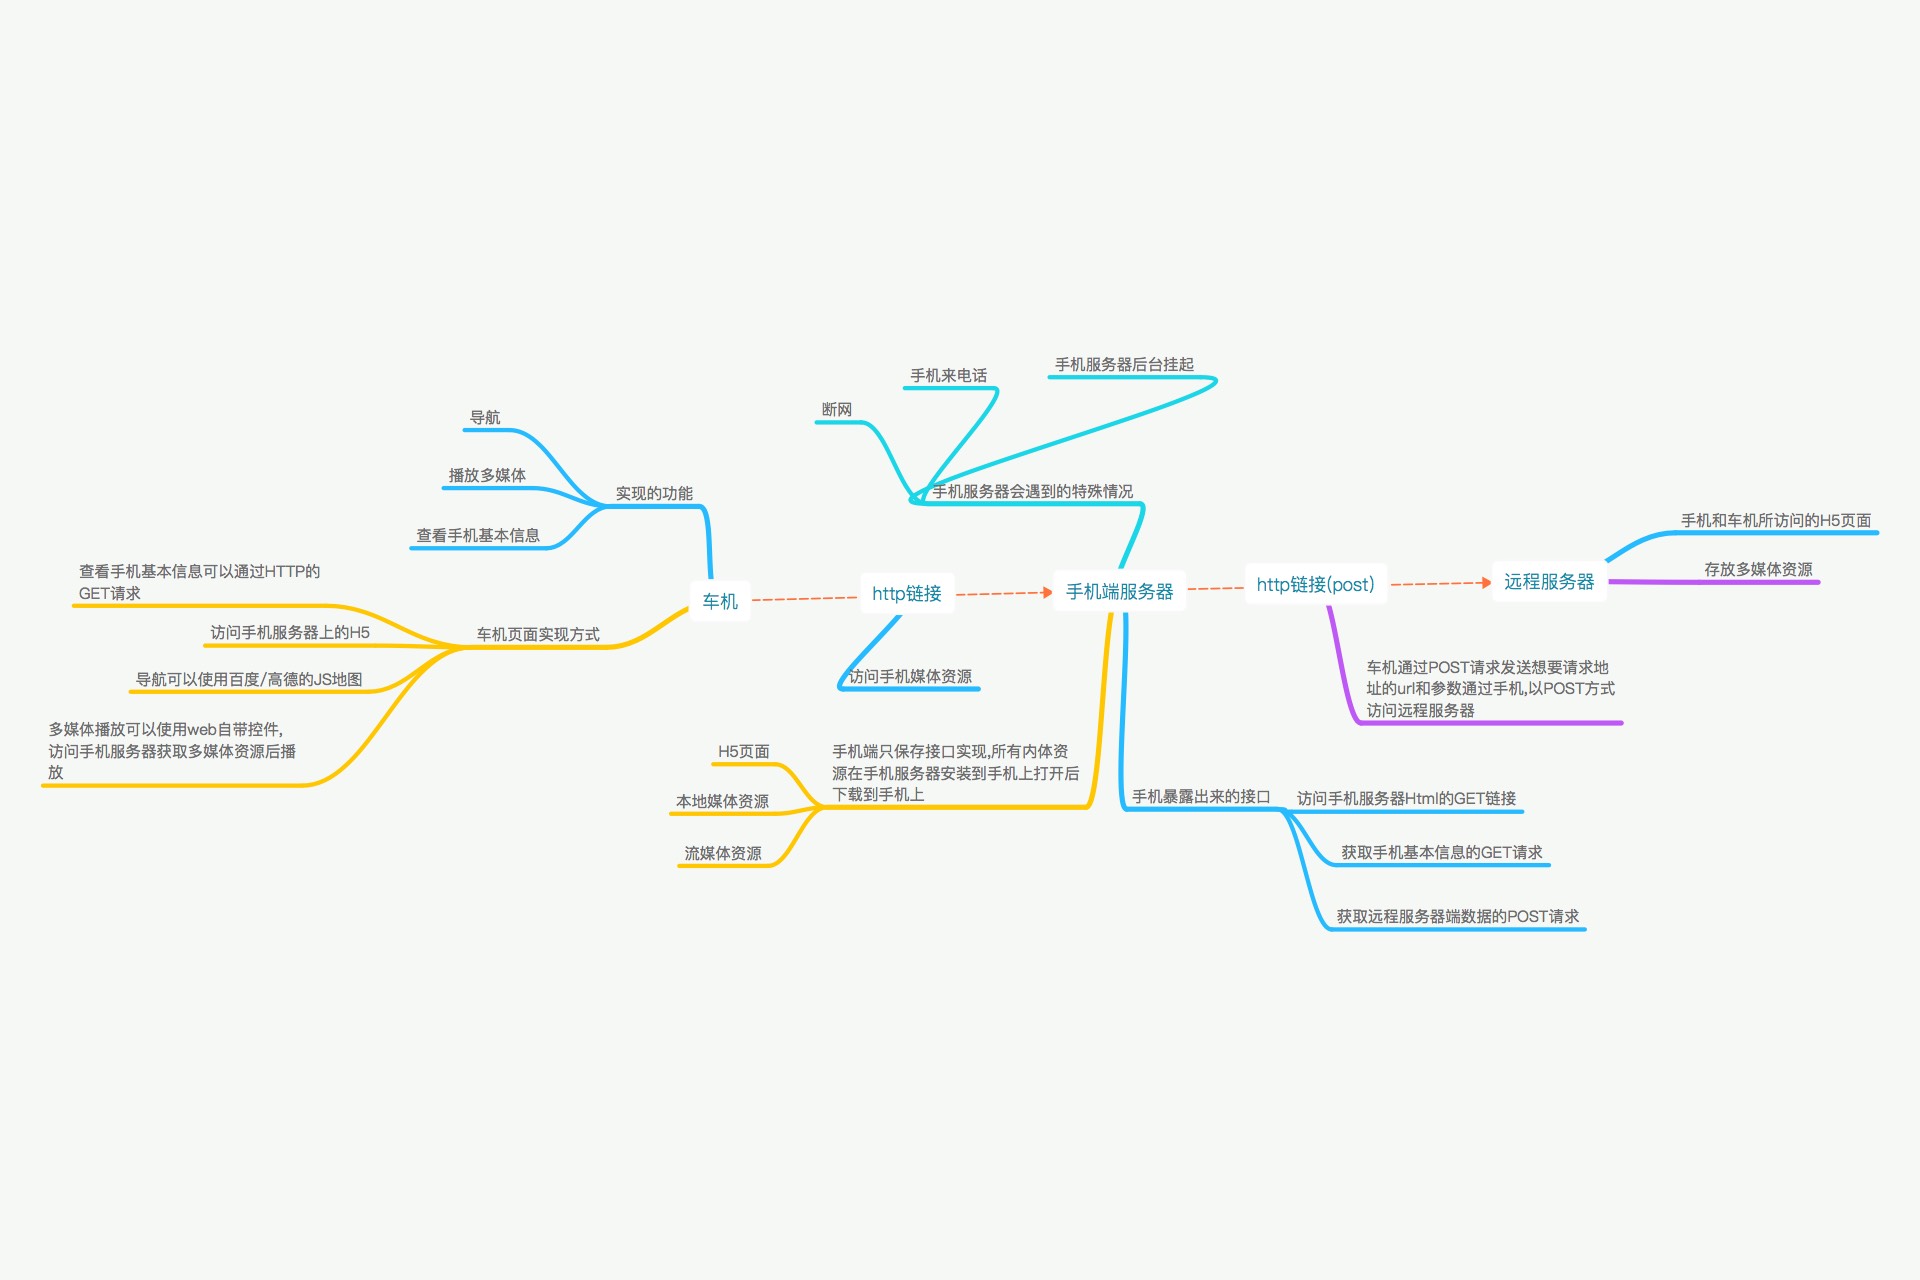 手机服务器后台挂起
手机来电话
断网
手机服务器会遇到的特殊情况
导航
播放多媒体
查看手机基本信息
实现的功能
查看手机基本信息可以通过HTTP的
GET请求
访问手机服务器上的H5
导航可以使用百度/高德的JS地图
多媒体播放可以使用web自带控件,
访问手机服务器获取多媒体资源后播
放
车机页面实现方式
车机
http链接
访问手机媒体资源
手机端服务器
http链接(post)
远程服务器
手机和车机所访问的H5页面
存放多媒体资源
车机通过POST请求发送想要请求地
址的url和参数通过手机,以POST方式
访问远程服务器
H5页面
本地媒体资源
流媒体资源
手机端只保存接口实现,所有内体资
源在手机服务器安装到手机上打开后
下载到手机上
手机暴露出来的接口
访问手机服务器Html的GET链接
获取手机基本信息的GET请求
获取远程服务器端数据的POST请求